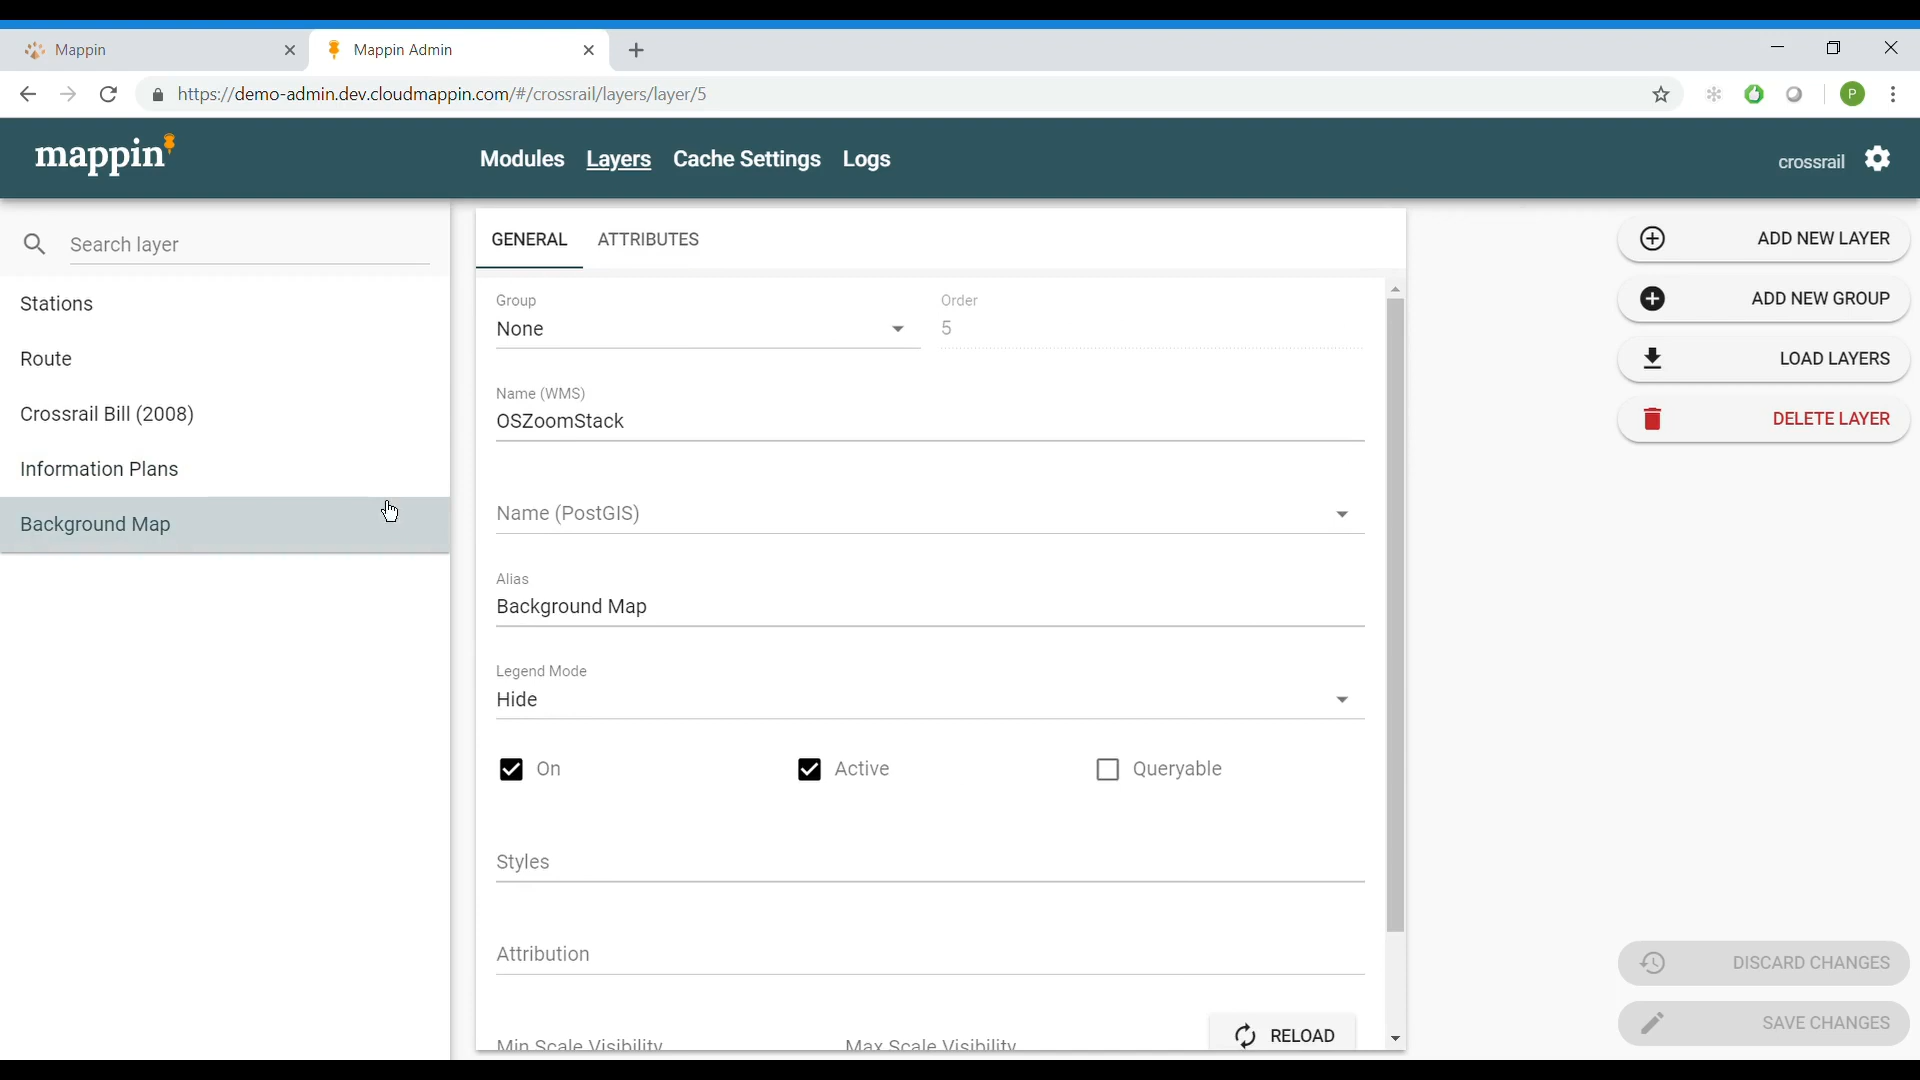 Mappin
Mappin Admin
https://demo-admin.dev.cloudmappin.com/#/crossrail/layers/layer/5
P
mappin
Modules Layers Cache Settings Logs
crossrail
Search layer
Stations
Route
Crossrail Bill (2008)
Information Plans
Background Map
GENERAL ATTRIBUTES
Group
None
Order
5
Name (WMS)
OSZoomStack
Name (PostGIS)
Alias
Background Map
Legend Mode
Hide
On
Active
Queryable
Styles
Attribution
Min Scale Visibility
Max Scale Visibility
RELOAD
ADD NEW LAYER
ADD NEW GROUP
LOAD LAYERS
DELETE LAYER
DISCARD CHANGES
SAVE CHANGES